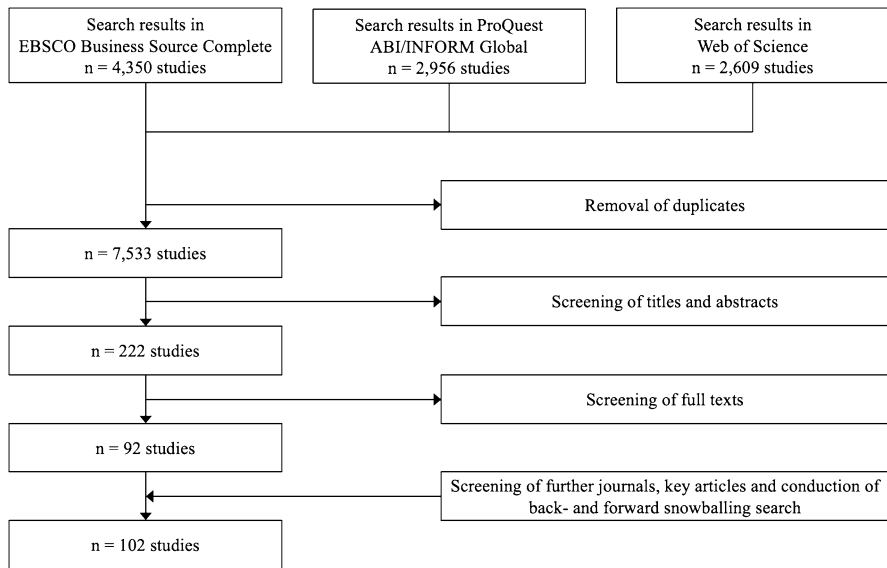 Search results in
EBSCO Business Source Complete
n = 4,350 studies
Search results in ProQuest
ABI/INFORM Global
n = 2,956 studies
Search results in
Web of Science
n = 2,609 studies
Removal of duplicates
n = 7,533 studies
Screening of titles and abstracts
n = 222 studies
Screening of full texts
n = 92 studies
Screening of further journals, key articles and conduction of
back- and forward snowballing search
n = 102 studies